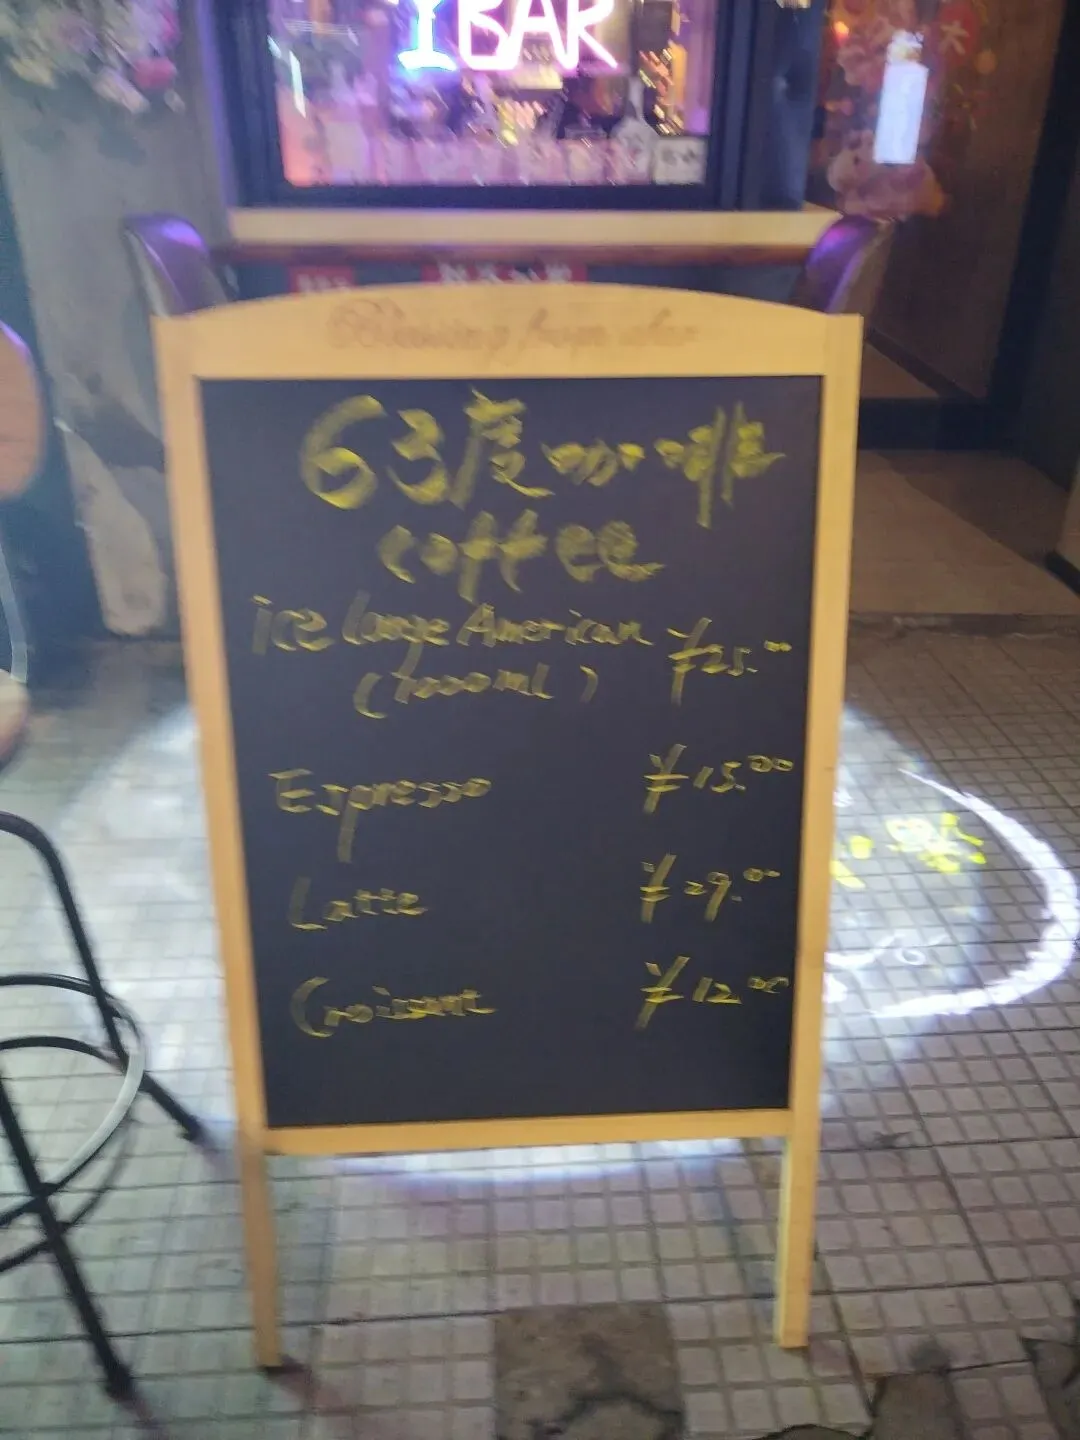 BAR
63度咖啡
coffee
ice large American ¥25.00
(1000ml)
Espresso ¥15.00
Latte ¥29.00
Croissant ¥12.00